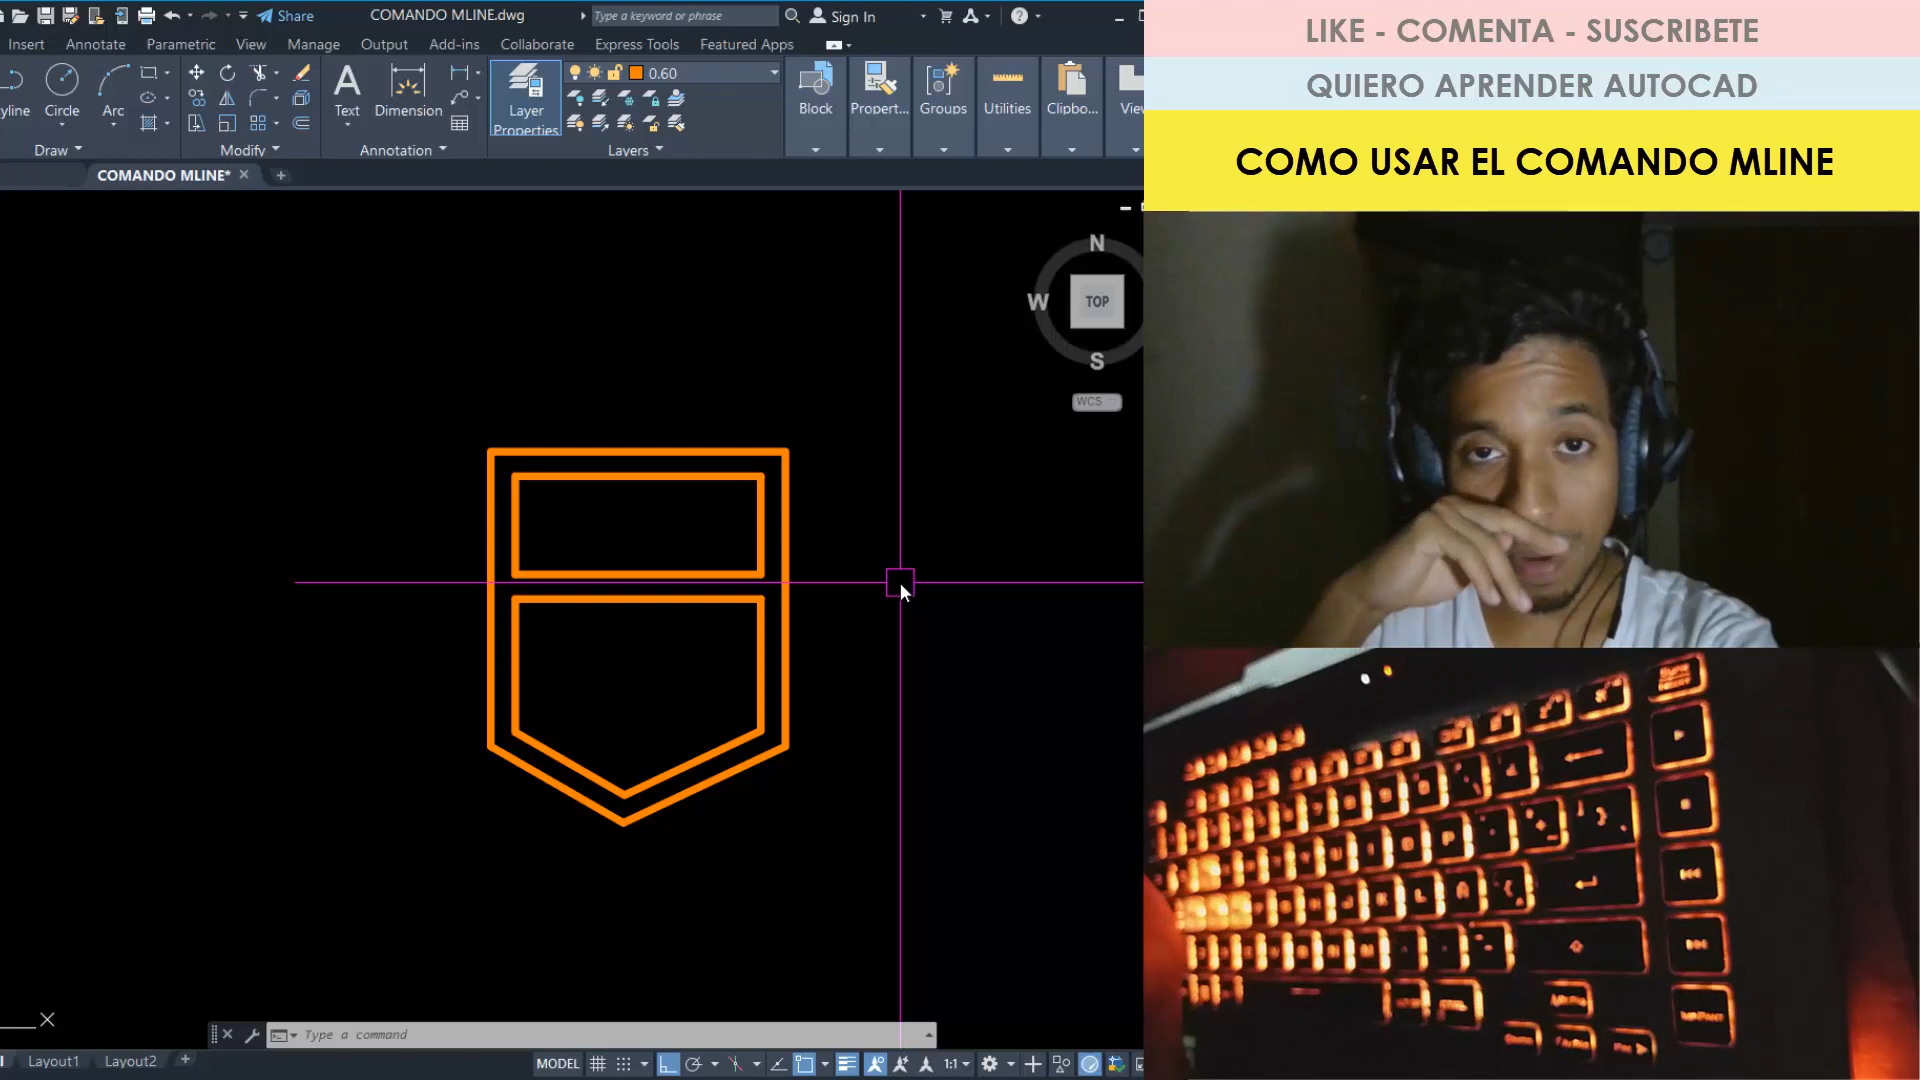 COMANDO MLINE.dwg
Type a keyword or phrase
Share
Sign In
Insert
Annotate
Parametric
View
Manage
Output
Add-ins
Collaborate
Express Tools
Featured Apps
yline
Circle
Arc
Text
Dimension
Layer
Properties
0.60
Block
Propert...
Groups
Utilities
Clipbo...
View
Draw
Modify
Annotation
Layers
COMANDO MLINE*
N
W
TOP
S
WCS
Type a command
Layout1
Layout2
MODEL
1:1
LIKE - COMENTA - SUSCRIBETE
QUIERO APRENDER AUTOCAD
COMO USAR EL COMANDO MLINE